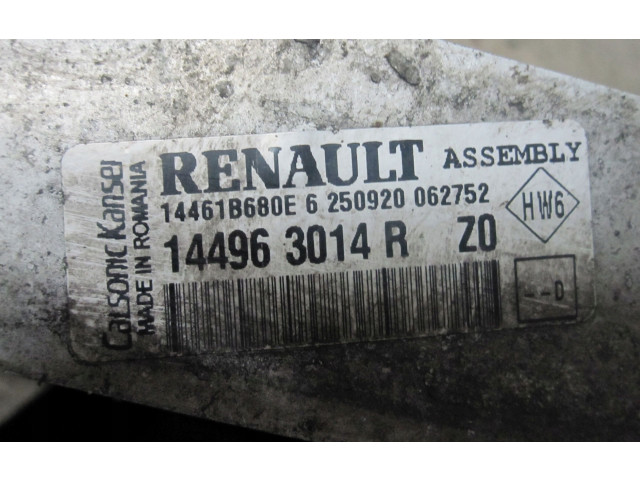 Calsonic Kansei
MADE IN ROMANIA
RENAULT ASSEMBLY
14461B680E 6 250920 062752
14496 3014 R Z0
HW6
-D